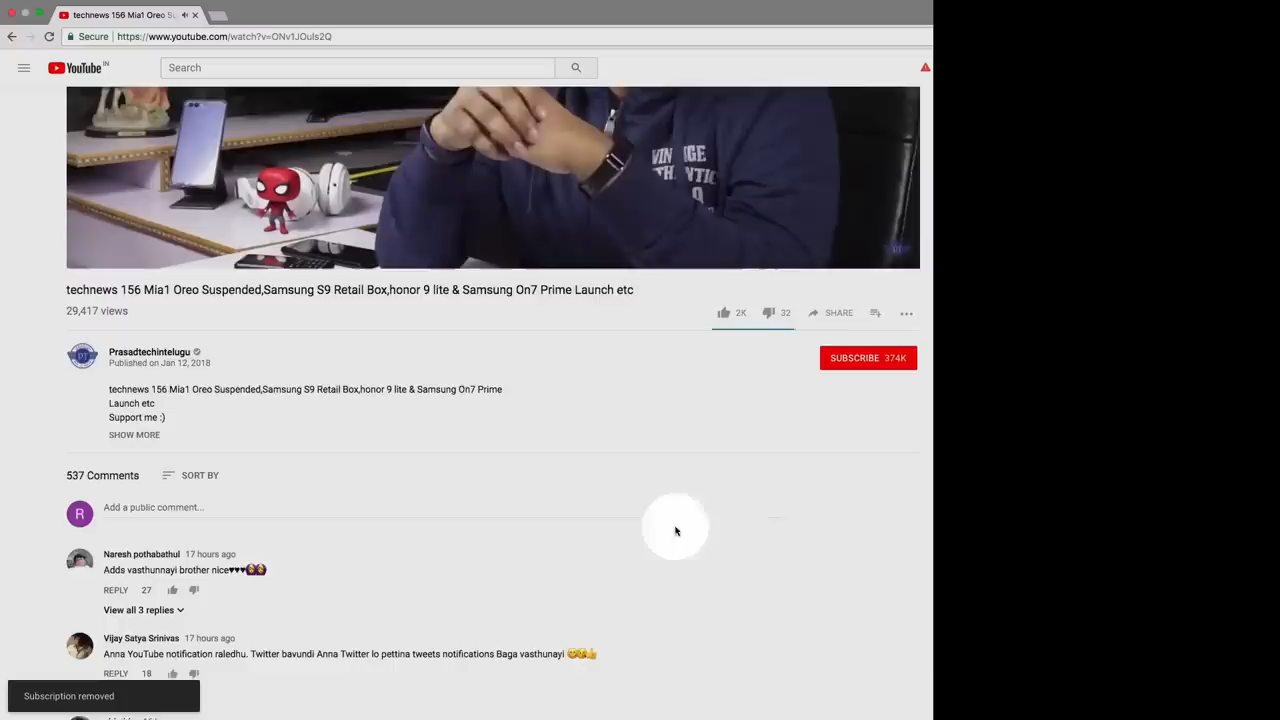 technews 156 Mia1 Oreo Su
Secure https://www.youtube.com/watch?v=ONv1JOuls2Q
YouTube IN
Search
technews 156 Mia1 Oreo Suspended,Samsung S9 Retail Box,honor 9 lite & Samsung On7 Prime Launch etc
29,417 views
2K 32 SHARE
Prasadtechintelugu
Published on Jan 12, 2018
SUBSCRIBE 374K
technews 156 Mia1 Oreo Suspended,Samsung S9 Retail Box,honor 9 lite & Samsung On7 Prime
Launch etc
Support me :)
SHOW MORE
537 Comments SORT BY
R
Add a public comment...
Naresh pothabathul 17 hours ago
Adds vasthunnayi brother nice♥♥♥
REPLY 27
View all 3 replies
Vijay Satya Srinivas 17 hours ago
Anna YouTube notification raledhu. Twitter bavundi Anna Twitter lo pettina tweets notifications Baga vasthunayi
REPLY 18
Subscription removed